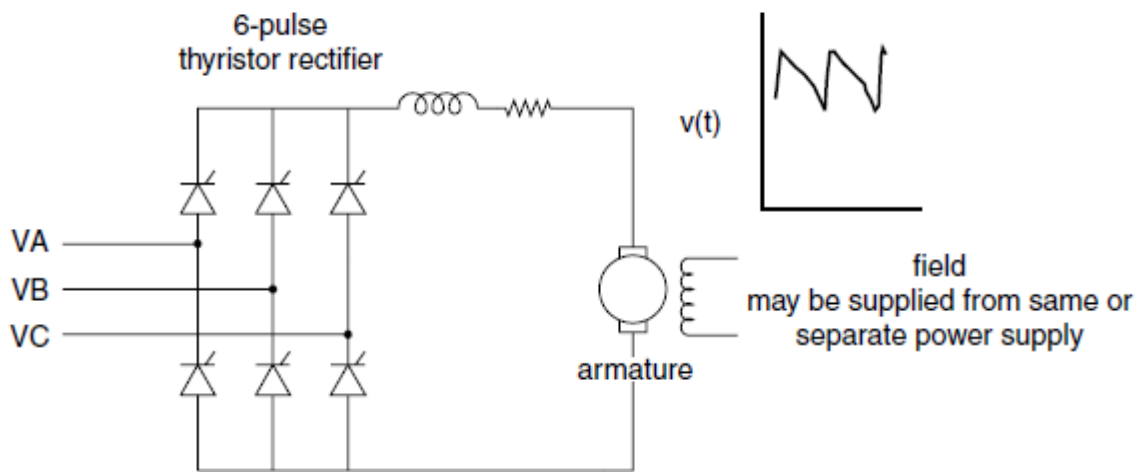 6-pulse
thyristor rectifier
v(t)
VA
VB
VC
field
may be supplied from same or
separate power supply
armature